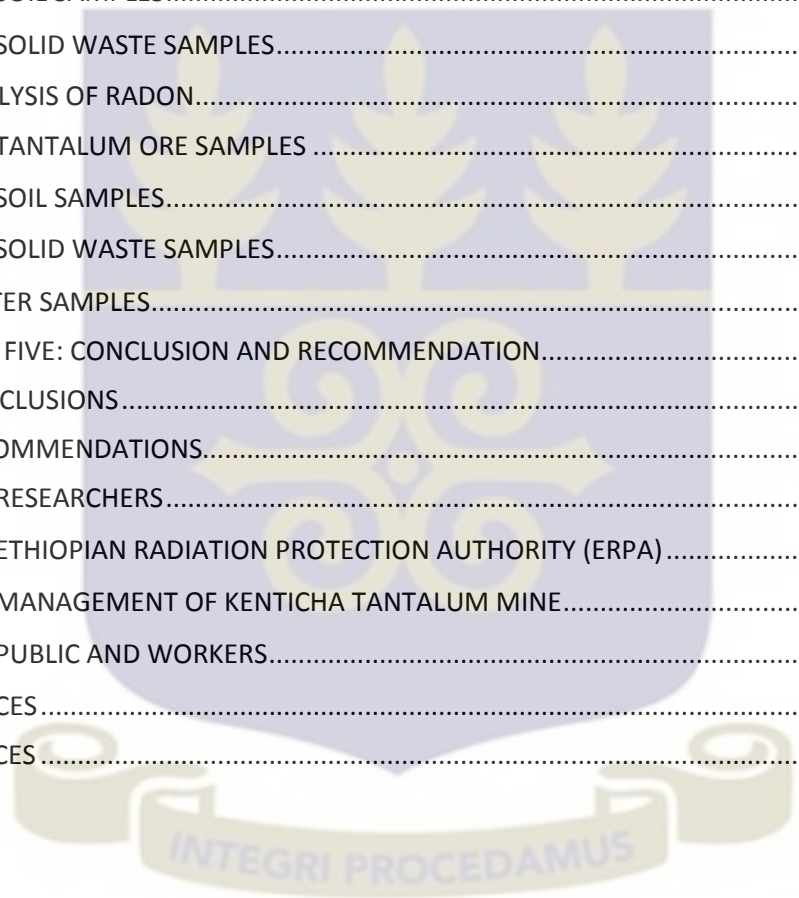 SOLID WASTE SAMPLES
LYSIS OF RADON
TANTALUM ORE SAMPLES
SOIL SAMPLES
SOLID WASTE SAMPLES
TER SAMPLES
FIVE: CONCLUSION AND RECOMMENDATION
CLUSIONS
OMMENDATIONS
RESEARCHERS
ETHIOPIAN RADIATION PROTECTION AUTHORITY (ERPA)
MANAGEMENT OF KENTICHA TANTALUM MINE
PUBLIC AND WORKERS
CES
CES
INTEGRI PROCEDAMUS